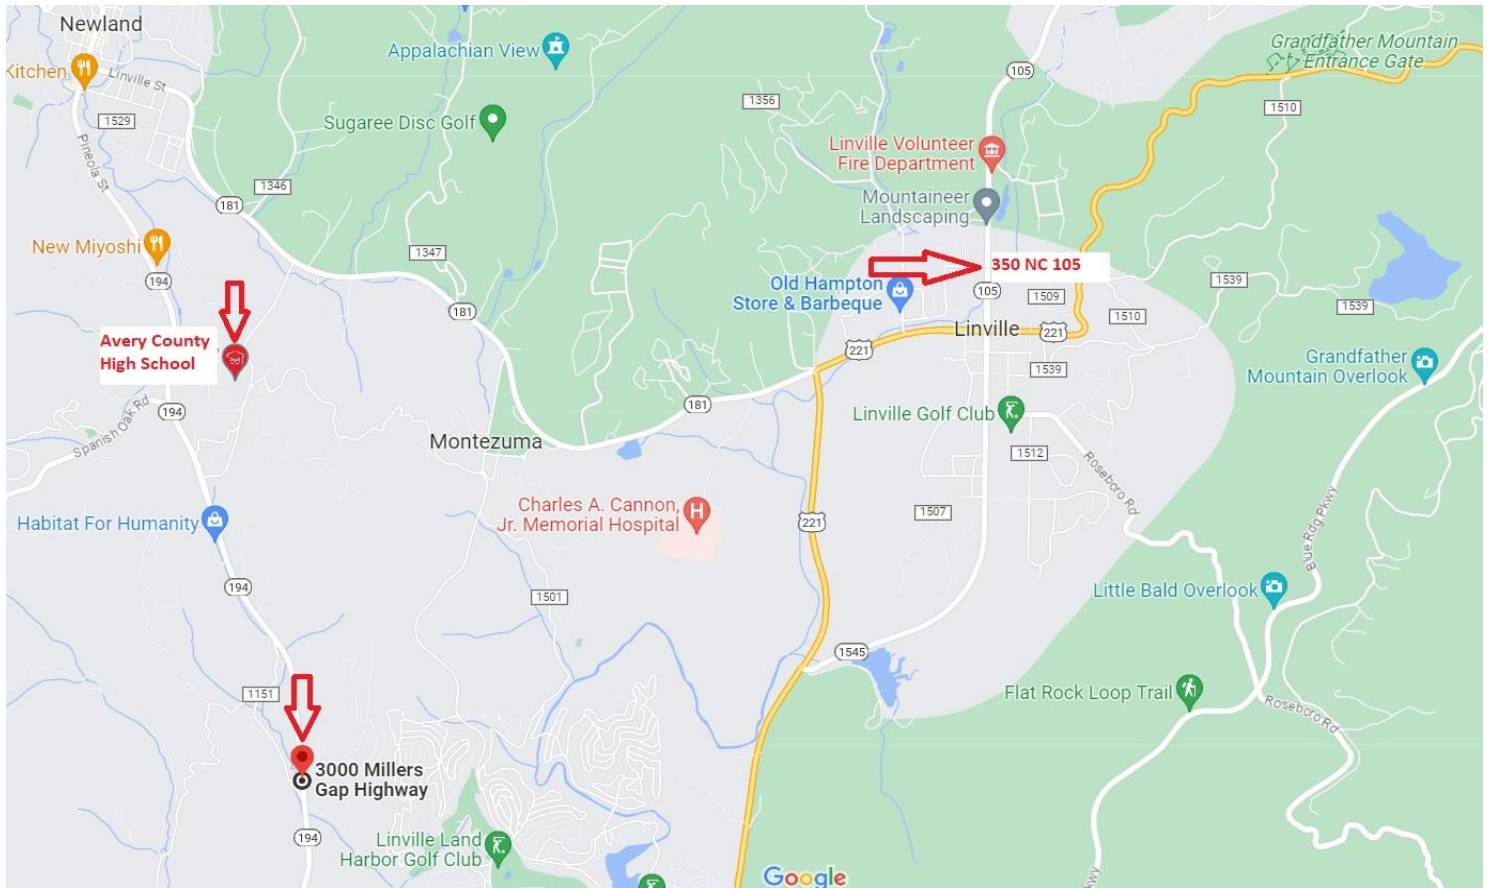 Newland
Appalachian View
Grandfather Mountain
Entrance Gate
Kitchen
Linville St
105
1356
1510
1529
Sugaree Disc Golf
Pineola St
Linville Volunteer
Fire Department
1346
181
Mountaineer
Landscaping
New Miyoshi
1347
194
350 NC 105
Old Hampton
Store & Barbeque
105
1509
1539
1539
181
1510
Linville
221
221
Avery County
High School
1539
Grandfather
Mountain Overlook
194
181
Spanish Oak Rd
Linville Golf Club
Montezuma
1512
Roseboro Rd
Charles A. Cannon,
Jr. Memorial Hospital
H
Habitat For Humanity
221
1507
Blue Rdg Pkwy
194
1501
Little Bald Overlook
1545
1151
Flat Rock Loop Trail
Roseboro Rd
3000 Millers
Gap Highway
194
Linville Land
Harbor Golf Club
Google
Pkwy